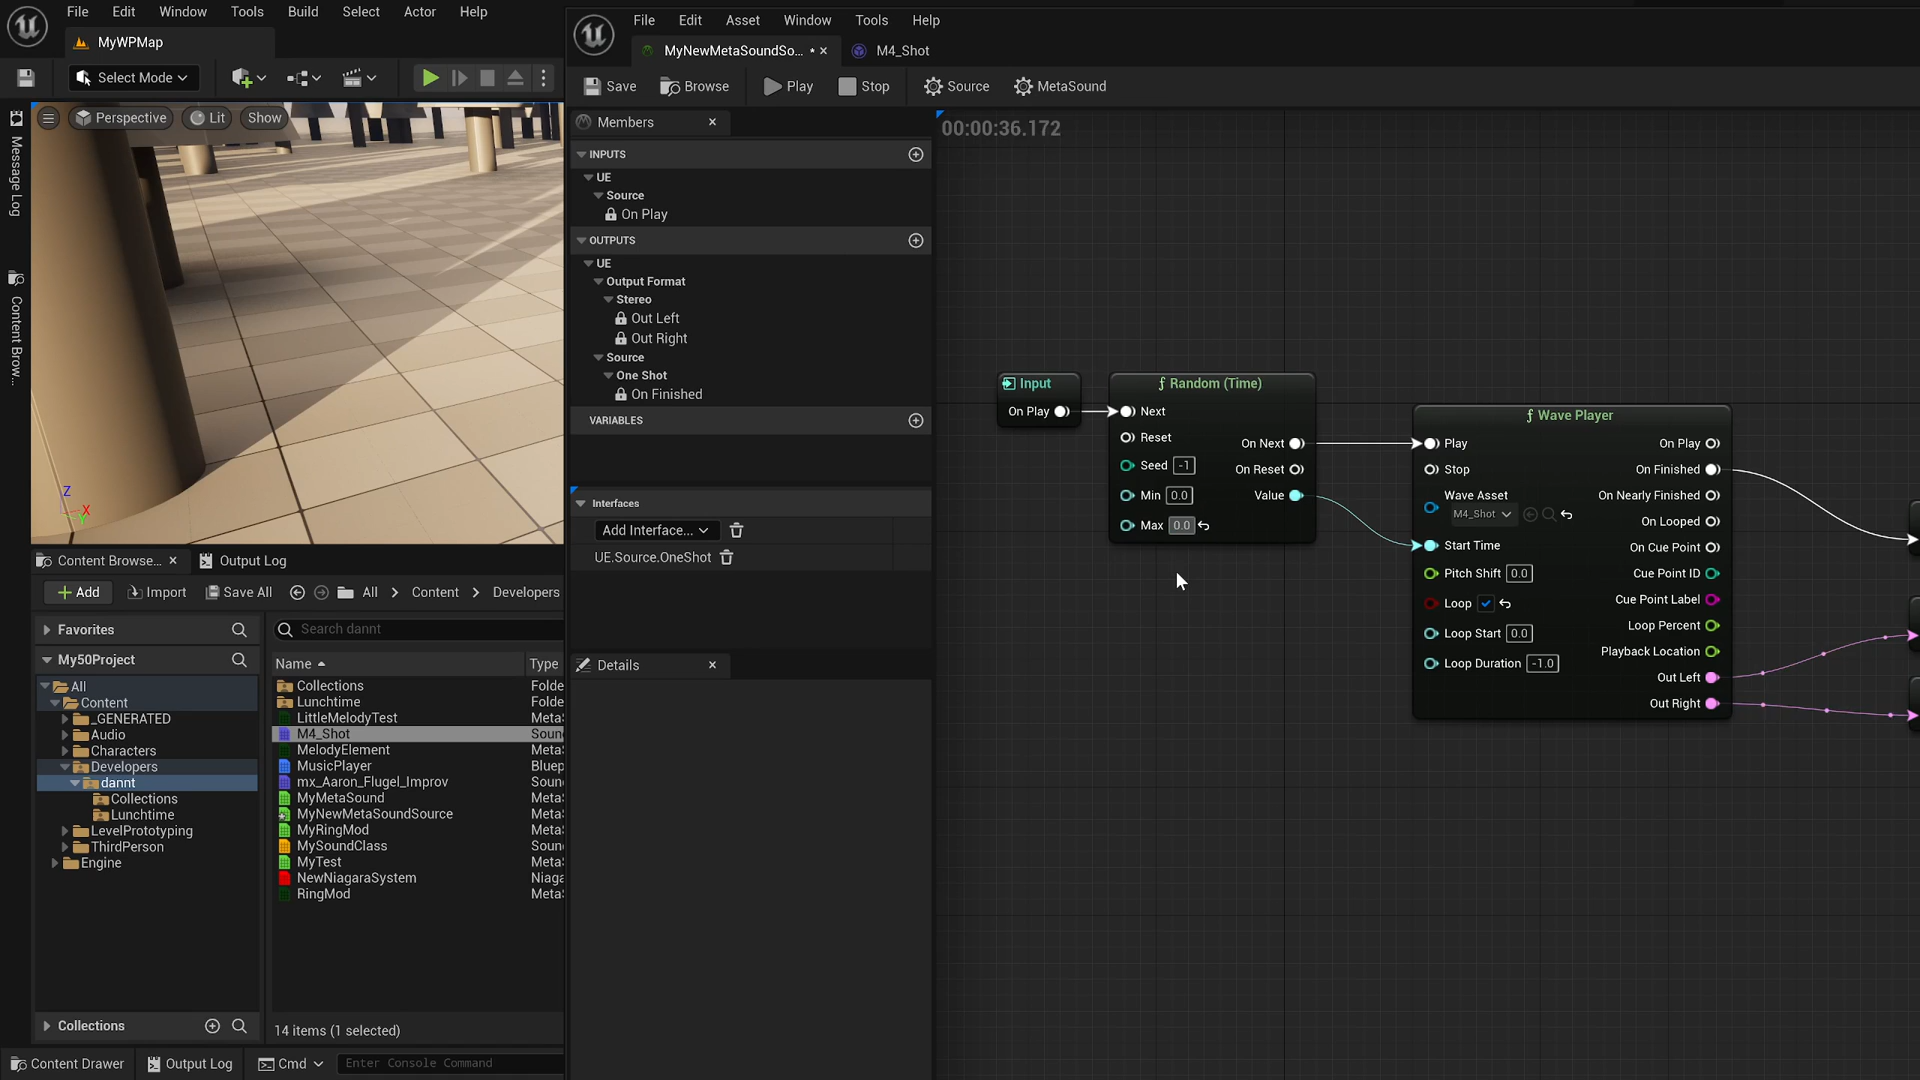 File Edit Window Tools Build Select Actor Help
MyWPMap
Select Mode
Perspective Lit Show
Message Log
Content Brow...
Z
X
Y
Content Browse... Output Log
Add Import Save All All > Content > Developers
Favorites
My50Project
All
Content
_GENERATED
Audio
Characters
Developers
dannt
Collections
Lunchtime
LevelPrototyping
ThirdPerson
Engine
Collections
Search dannt
Name Type
Collections Folde
Lunchtime Folde
LittleMelodyTest MetaS
M4_Shot Soun
MelodyElement MetaS
MusicPlayer Bluep
mx_Aaron_Flugel_Improv Soun
MyMetaSound MetaS
MyNewMetaSoundSource MetaS
MyRingMod MetaS
MySoundClass Soun
MyTest MetaS
NewNiagaraSystem Niaga
RingMod MetaS
14 items (1 selected)
Content Drawer Output Log Cmd Enter Console Command
File Edit Asset Window Tools Help
MyNewMetaSoundSo... • M4_Shot
Save Browse Play Stop Source MetaSound
Members
INPUTS
UE
Source
On Play
OUTPUTS
UE
Output Format
Stereo
Out Left
Out Right
Source
One Shot
On Finished
VARIABLES
Interfaces
Add Interface...
UE.Source.OneShot
Details
00:00:36.172
Input
On Play
Random (Time)
Next
Reset
On Next
Seed -1
On Reset
Min 0.0
Value
Max 0.0
Wave Player
Play On Play
Stop On Finished
Wave Asset On Nearly Finished
M4_Shot
On Looped
Start Time On Cue Point
Pitch Shift 0.0 Cue Point ID
Loop Cue Point Label
Loop Start 0.0 Loop Percent
Loop Duration -1.0 Playback Location
Out Left
Out Right